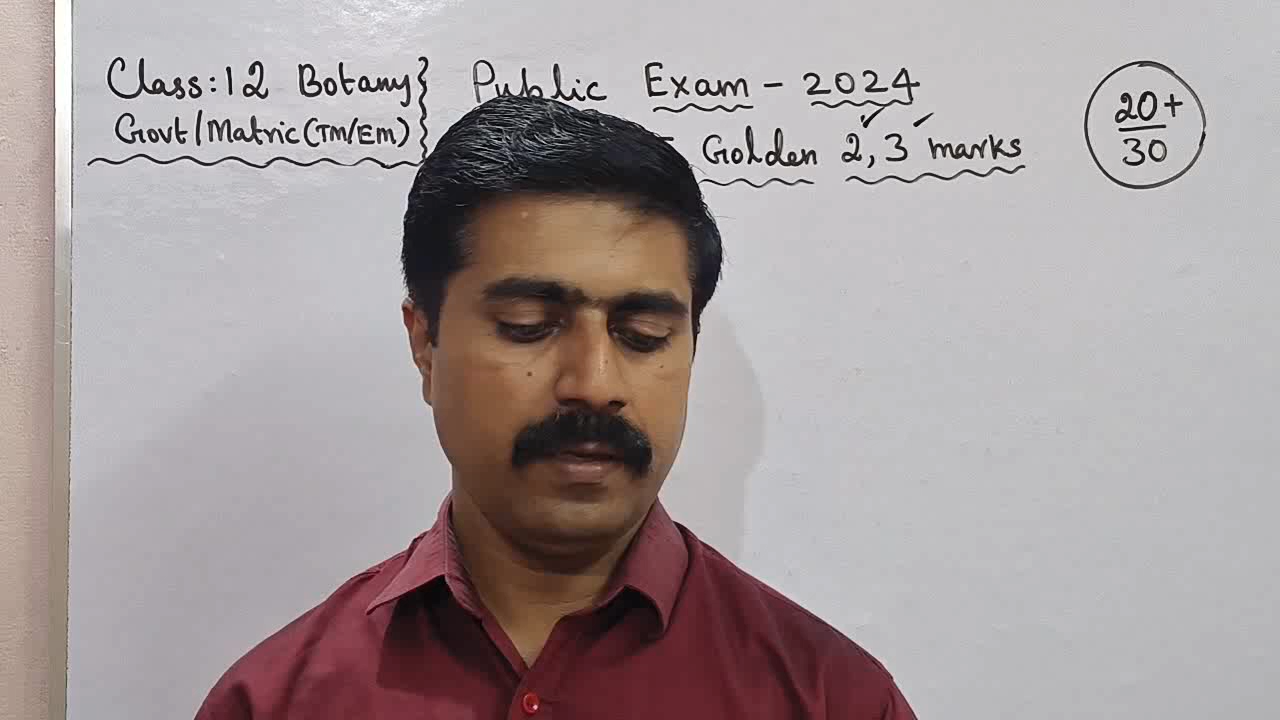 Class:12 Botany} Public Exam - 2024
Govt/Matric(TM/EM)} Golden 2, 3 marks
20+
30